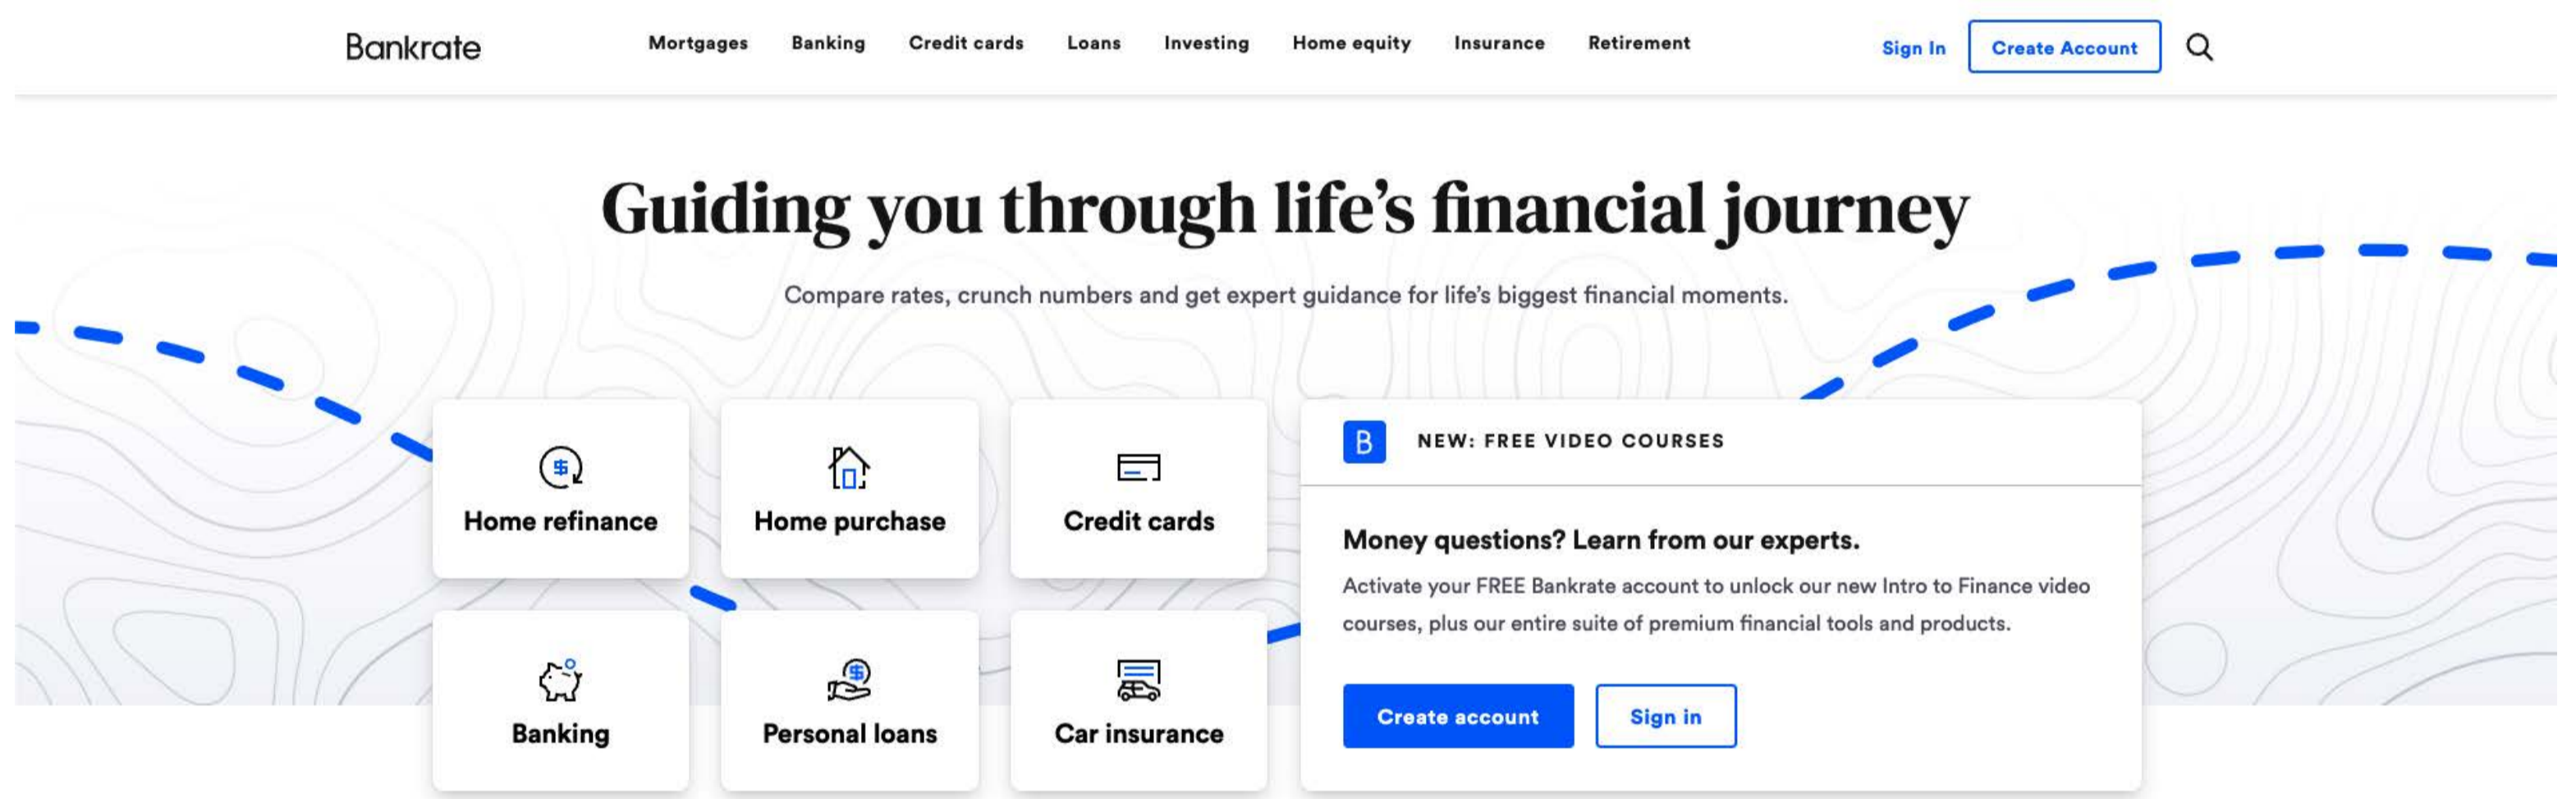 Bankrate Mortgages Banking Credit cards Loans Investing Home equity Insurance Retirement Sign In Create Account
Guiding you through life's financial journey
Compare rates, crunch numbers and get expert guidance for life's biggest financial moments.
Home refinance
Home purchase
Credit cards
Banking
Personal loans
Car insurance
B NEW: FREE VIDEO COURSES
Money questions? Learn from our experts.
Activate your FREE Bankrate account to unlock our new Intro to Finance video
courses, plus our entire suite of premium financial tools and products.
Create account Sign in